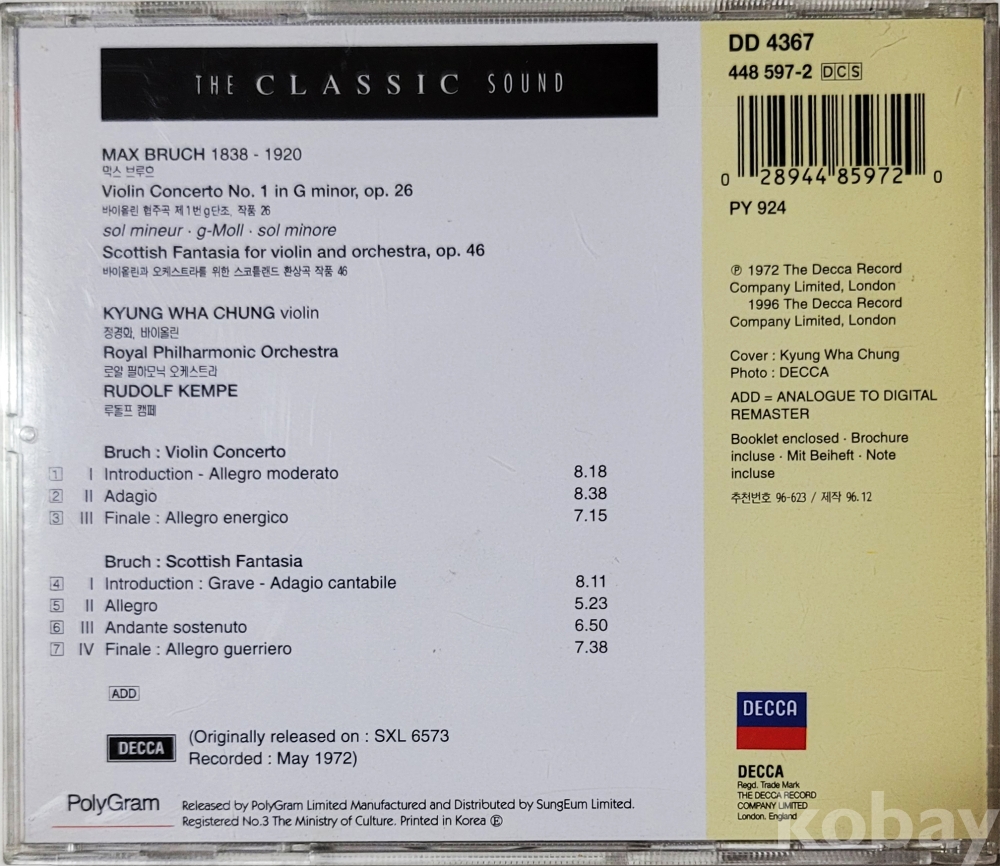 THE CLASSIC SOUND
MAX BRUCH 1838 - 1920
막스 브루흐
Violin Concerto No. 1 in G minor, op. 26
바이올린 협주곡 제1번 g단조, 작품 26
sol mineur · g-Moll · sol minore
Scottish Fantasia for violin and orchestra, op. 46
바이올린과 오케스트라를 위한 스코틀랜드 환상곡 작품 46
KYUNG WHA CHUNG violin
정경화, 바이올린
Royal Philharmonic Orchestra
로얄 필하모닉 오케스트라
RUDOLF KEMPE
루돌프 캠페
Bruch : Violin Concerto
1 I Introduction - Allegro moderato 8.18
2 II Adagio 8.38
3 III Finale : Allegro energico 7.15
Bruch : Scottish Fantasia
4 I Introduction : Grave - Adagio cantabile 8.11
5 II Allegro 5.23
6 III Andante sostenuto 6.50
7 IV Finale : Allegro guerriero 7.38
ADD
DECCA
(Originally released on : SXL 6573
Recorded : May 1972)
PolyGram
Released by PolyGram Limited Manufactured and Distributed by SungEum Limited.
Registered No.3 The Ministry of Culture. Printed in Korea Ⓔ
DD 4367
448 597-2 DCS
0 28944 85972 0
PY 924
℗ 1972 The Decca Record
Company Limited, London
1996 The Decca Record
Company Limited, London
Cover : Kyung Wha Chung
Photo : DECCA
ADD = ANALOGUE TO DIGITAL
REMASTER
Booklet enclosed · Brochure
incluse · Mit Beiheft · Note
incluse
추천번호 96-623 / 제작 96.12
DECCA
DECCA
Regd. Trade Mark
THE DECCA RECORD
COMPANY LIMITED
London. England
kobay